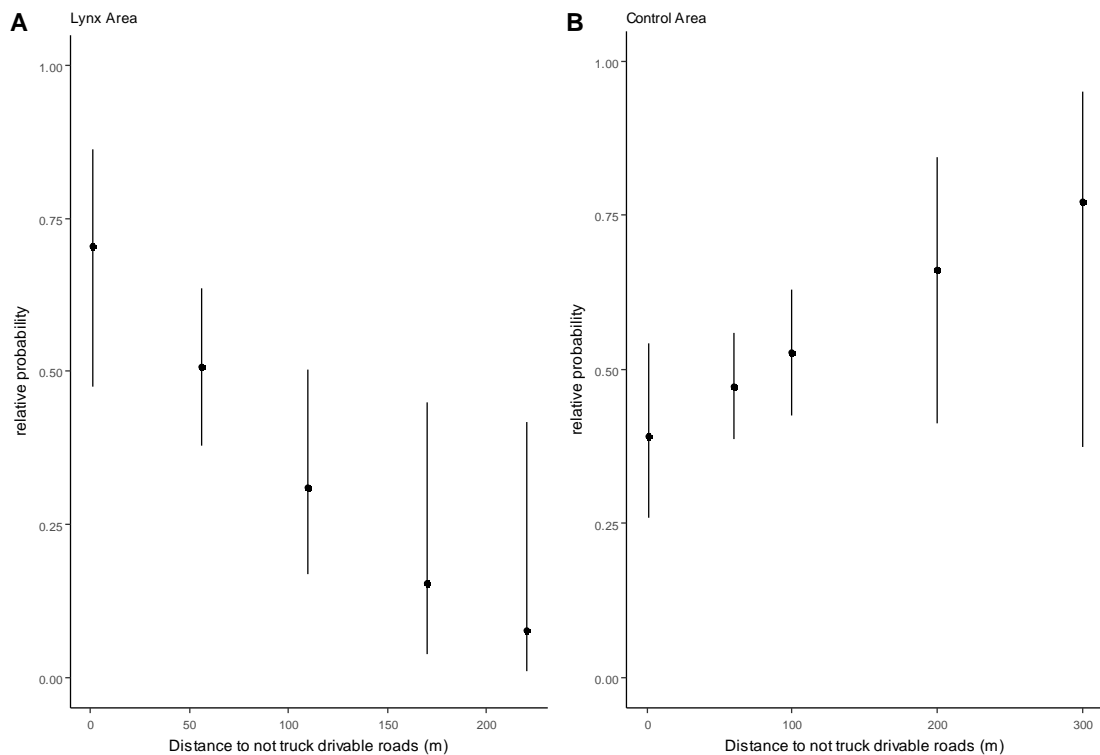 A
Lynx Area
1.00
0.75
0.50
0.25
0.00
relative probability
0 50 100 150 200
Distance to not truck drivable roads (m)
B
Control Area
1.00
0.75
0.50
0.25
0.00
relative probability
0 100 200 300
Distance to not truck drivable roads (m)